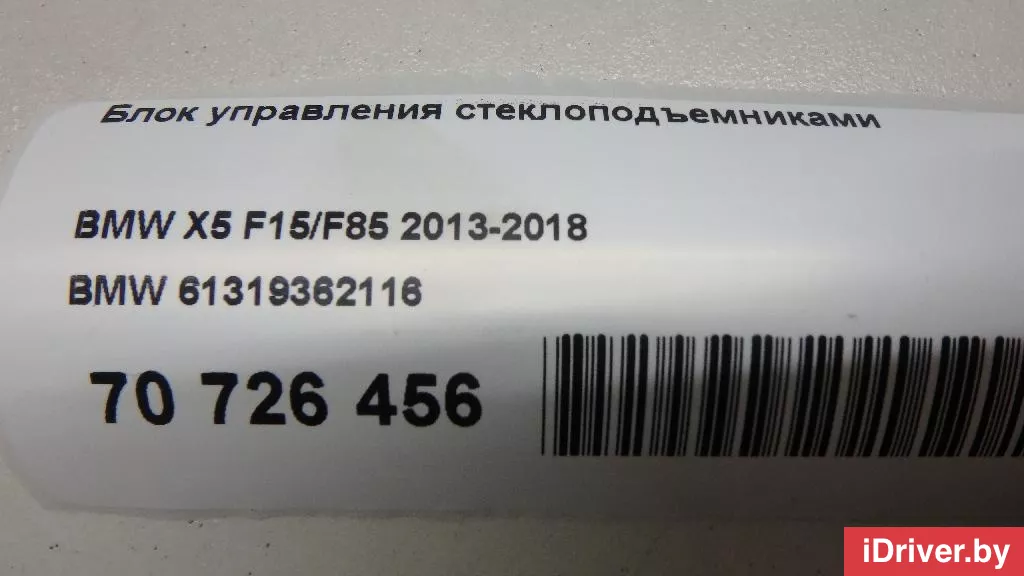 Блок управления стеклоподъемниками
BMW X5 F15/F85 2013-2018
BMW 61319362116
70 726 456
iDriver.by